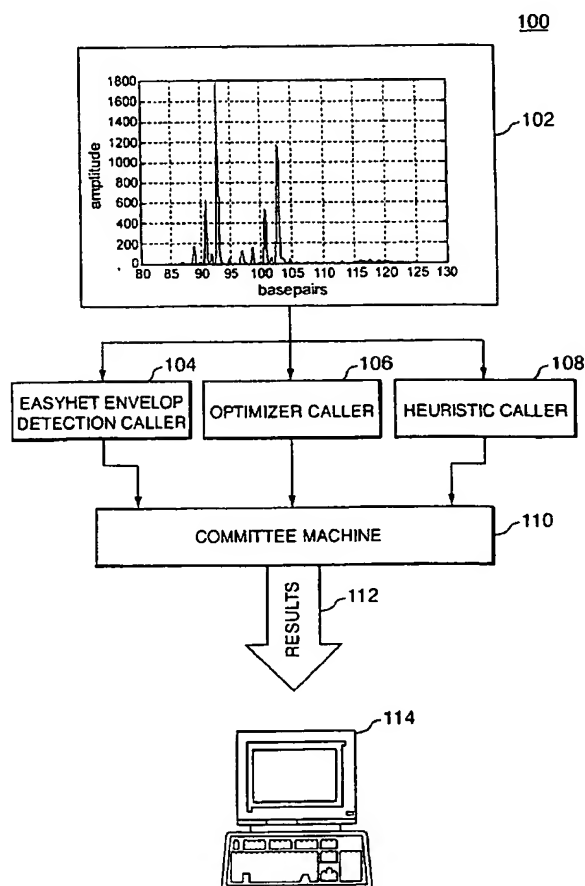 100
1800
1600
1400
1200
1000
800
600
400
200
0
amplitude
80 85 90 95 100 105 110 115 120 125 130
basepairs
102
104
106
108
EASYHET ENVELOP
DETECTION CALLER
OPTIMIZER CALLER
HEURISTIC CALLER
COMMITTEE MACHINE
110
RESULTS
112
114